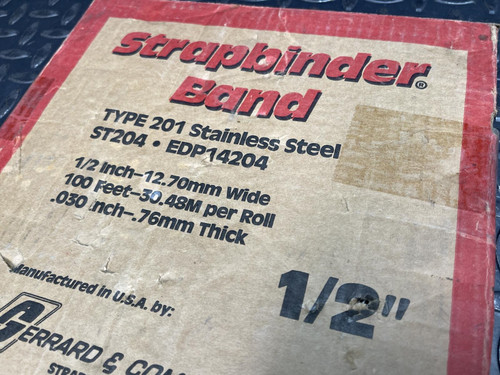 Strapbinder®
Band
TYPE 201 Stainless Steel
ST204 • EDP14204
1/2 Inch–12.70mm Wide
100 Feet–30.48M per Roll
.030 Inch–.76mm Thick
Manufactured in U.S.A. by:
1/2"
GERRARD &